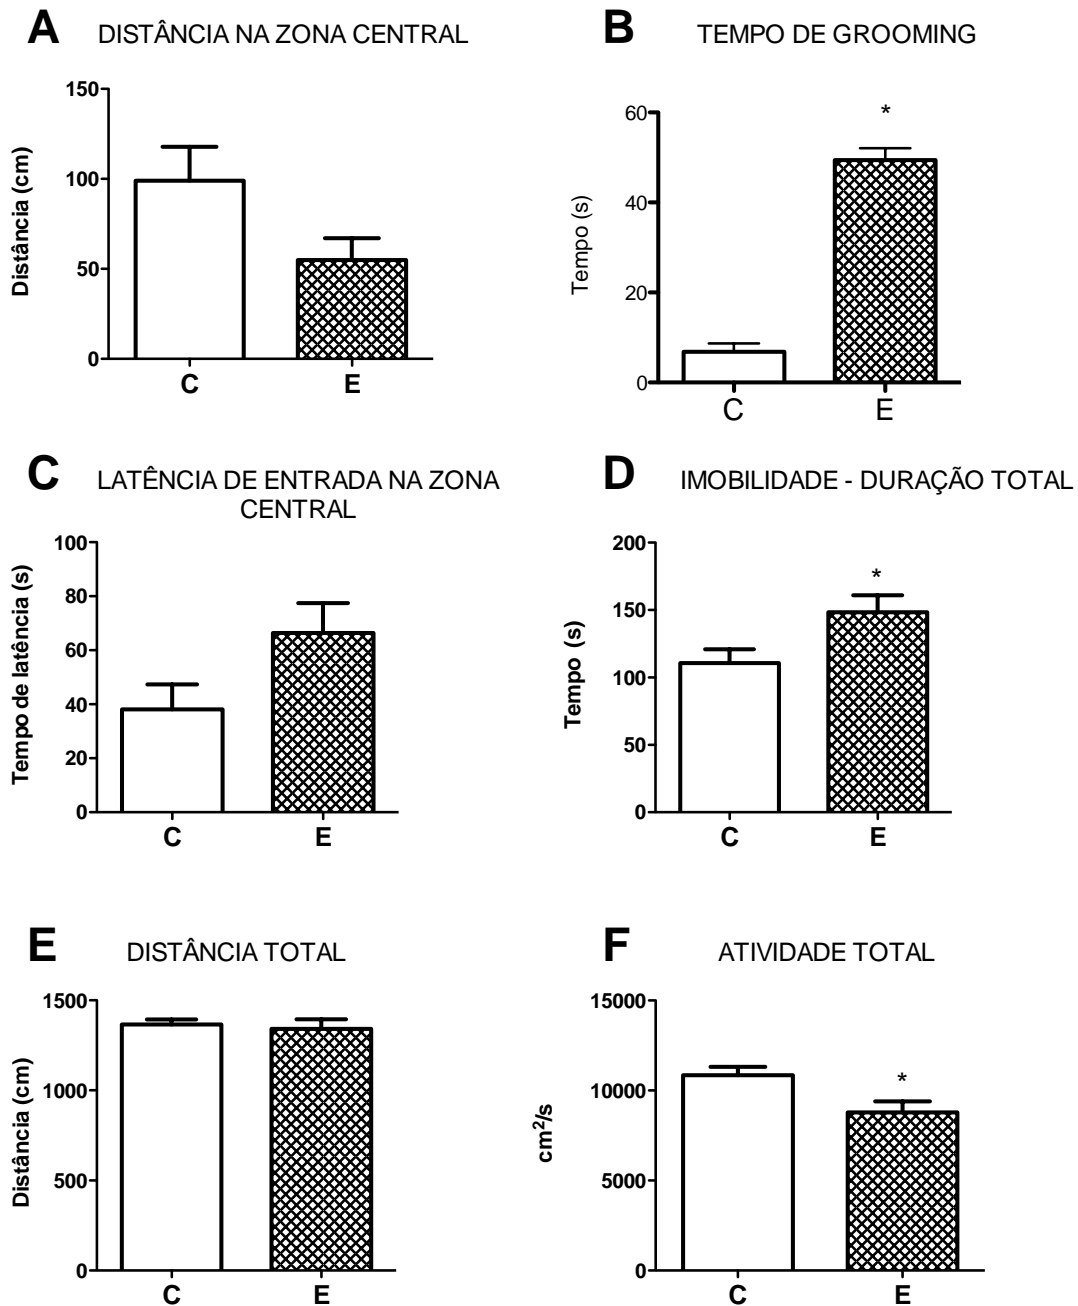 A DISTÂNCIA NA ZONA CENTRAL
150
100
50
0
Distância (cm)
C E
B TEMPO DE GROOMING
60
40
20
0
Tempo (s)
*
C E
C LATÊNCIA DE ENTRADA NA ZONA
CENTRAL
100
80
60
40
20
0
Tempo de latência (s)
C E
D IMOBILIDADE - DURAÇÃO TOTAL
200
150
100
50
0
Tempo (s)
*
C E
E DISTÂNCIA TOTAL
1500
1000
500
0
Distância (cm)
C E
F ATIVIDADE TOTAL
15000
10000
5000
0
cm²/s
*
C E